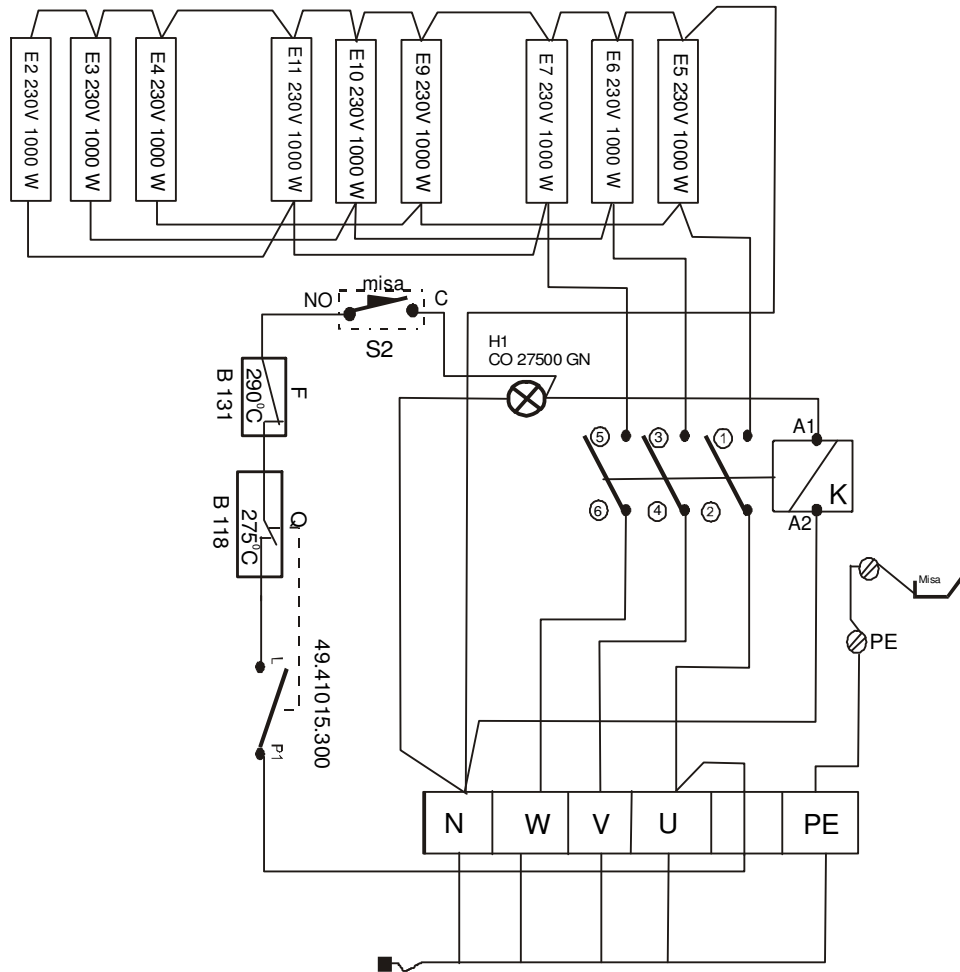 E2 230V 1000 W
E3 230V 1000 W
E4 230V 1000 W
E11 230V 1000 W
E10 230V 1000 W
E9 230V 1000 W
E7 230V 1000 W
E6 230V 1000 W
E5 230V 1000 W
misa
NO
C
S2
H1
CO 27500 GN
F
290°C
B 131
5
3
1
A1
K
6
4
2
A2
Q
275°C
B 118
Misa
PE
L
49.41015.300
P1
N
W
V
U
PE